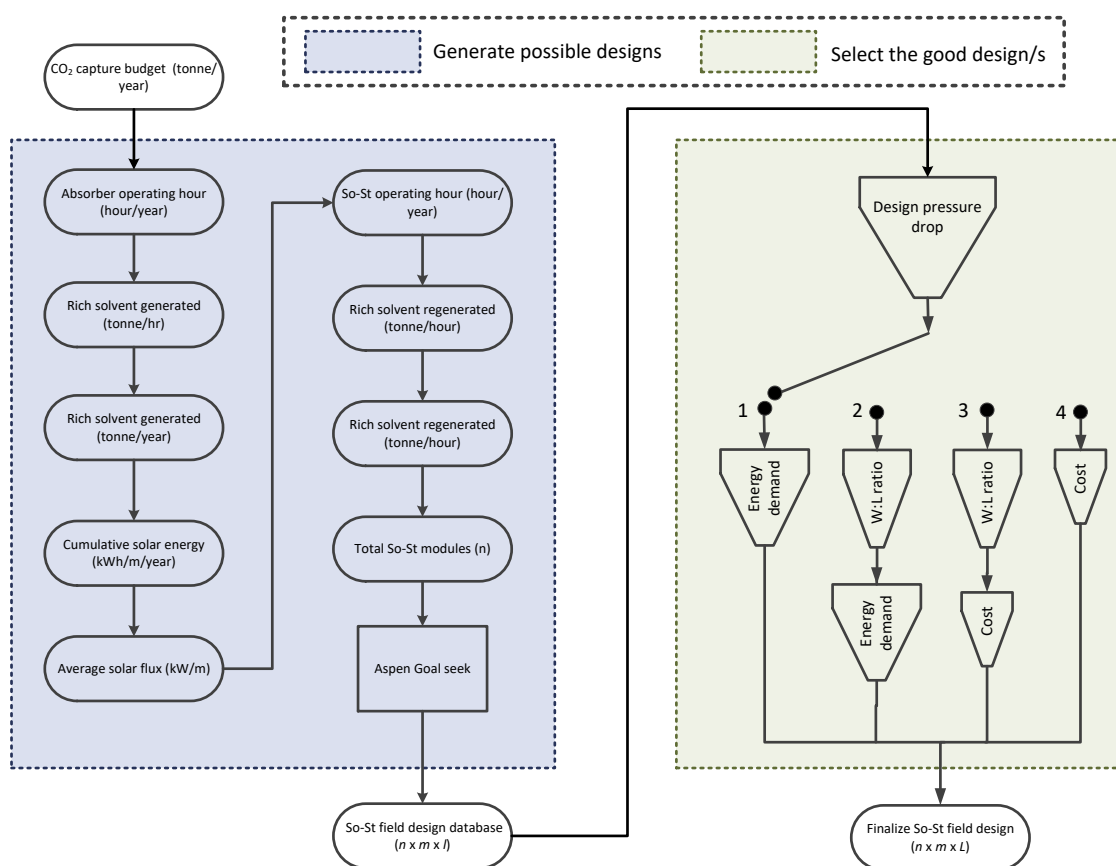 Generate possible designs
Select the good design/s
CO₂ capture budget (tonne/
year)
Absorber operating hour
(hour/year)
Rich solvent generated
(tonne/hr)
Rich solvent generated
(tonne/year)
Cumulative solar energy
(kWh/m/year)
Average solar flux (kW/m)
So-St operating hour (hour/
year)
Rich solvent regenerated
(tonne/hour)
Rich solvent regenerated
(tonne/hour)
Total So-St modules (n)
Aspen Goal seek
So-St field design database
(n x m x l)
Design pressure
drop
1
2
3
4
Energy
demand
W:L ratio
W:L ratio
Cost
Energy
demand
Cost
Finalize So-St field design
(n x m x L)